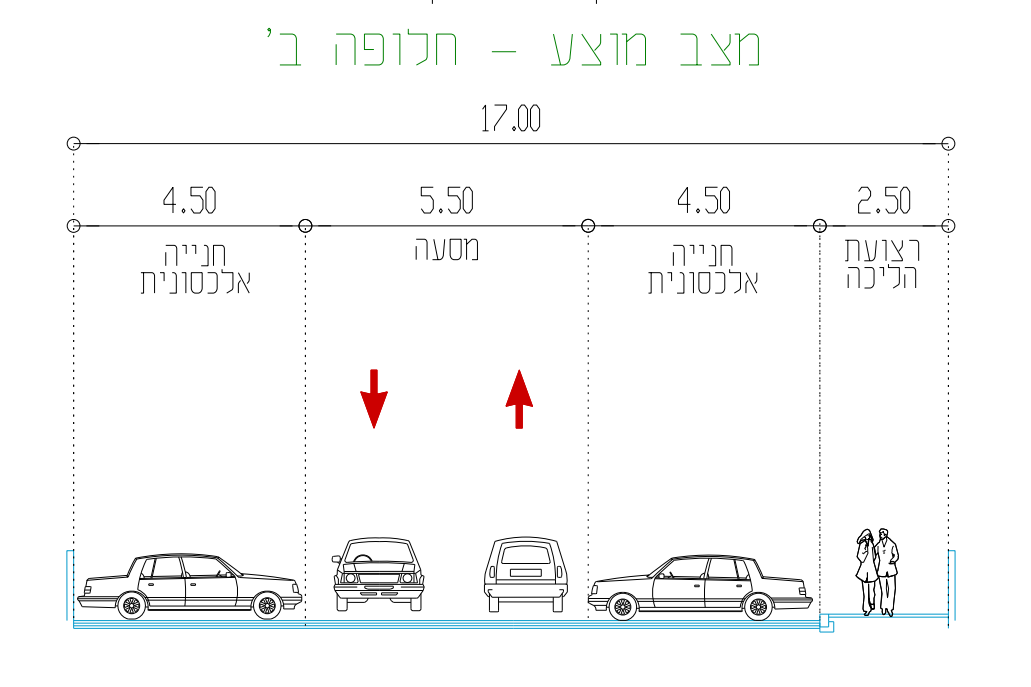 מצב מוצע - חלופה ב'
17.00
4.50
5.50
4.50
2.50
חנייה
אלכסונית
מסעה
חנייה
אלכסונית
רצועת
הליכה